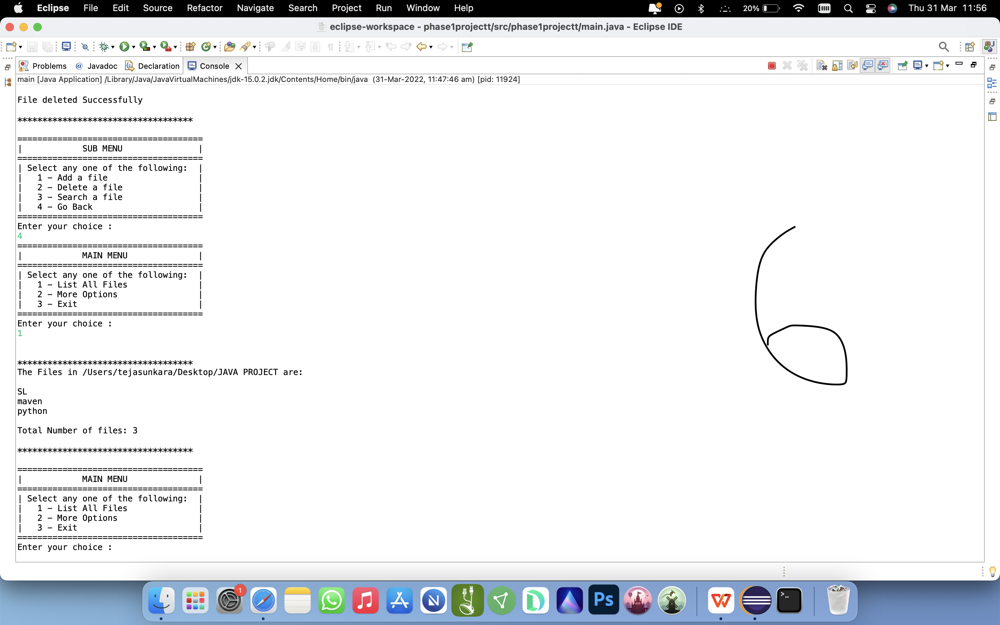 Eclipse File Edit Source Refactor Navigate Search Project Run Window Help 20% Thu 31 Mar 11:56
eclipse-workspace - phase1projectt/src/phase1projectt/main.java - Eclipse IDE
Problems @ Javadoc Declaration Console
main [Java Application] /Library/Java/JavaVirtualMachines/jdk-15.0.2.jdk/Contents/Home/bin/java (31-Mar-2022, 11:47:46 am) [pid: 11924]
File deleted Successfully
***********************************
=====================================
| SUB MENU |
=====================================
| Select any one of the following: |
| 1 - Add a file |
| 2 - Delete a file |
| 3 - Search a file |
| 4 - Go Back |
=====================================
Enter your choice :
4
=====================================
| MAIN MENU |
=====================================
| Select any one of the following: |
| 1 - List All Files |
| 2 - More Options |
| 3 - Exit |
=====================================
Enter your choice :
1
***********************************
The Files in /Users/tejasunkara/Desktop/JAVA PROJECT are:
SL
maven
python
Total Number of files: 3
***********************************
=====================================
| MAIN MENU |
=====================================
| Select any one of the following: |
| 1 - List All Files |
| 2 - More Options |
| 3 - Exit |
=====================================
Enter your choice :
6
1
Ps